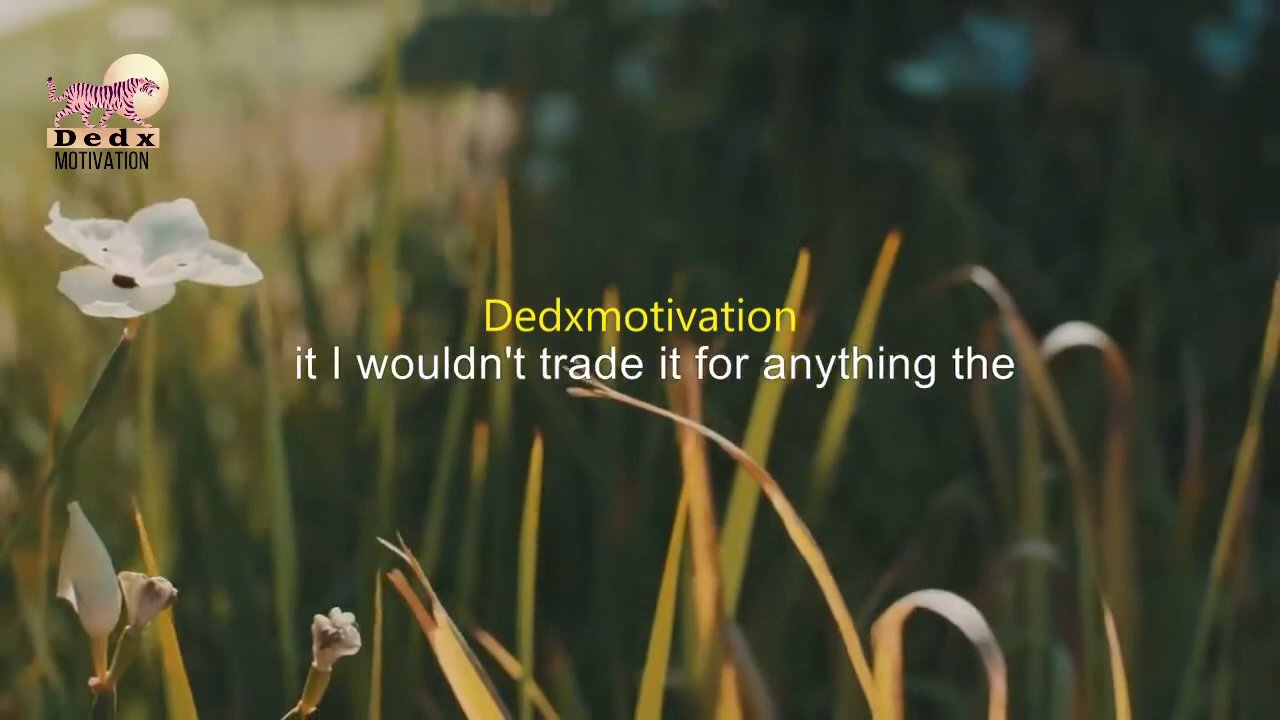 Dedx
MOTIVATION
Dedxmotivation
it I wouldn't trade it for anything the